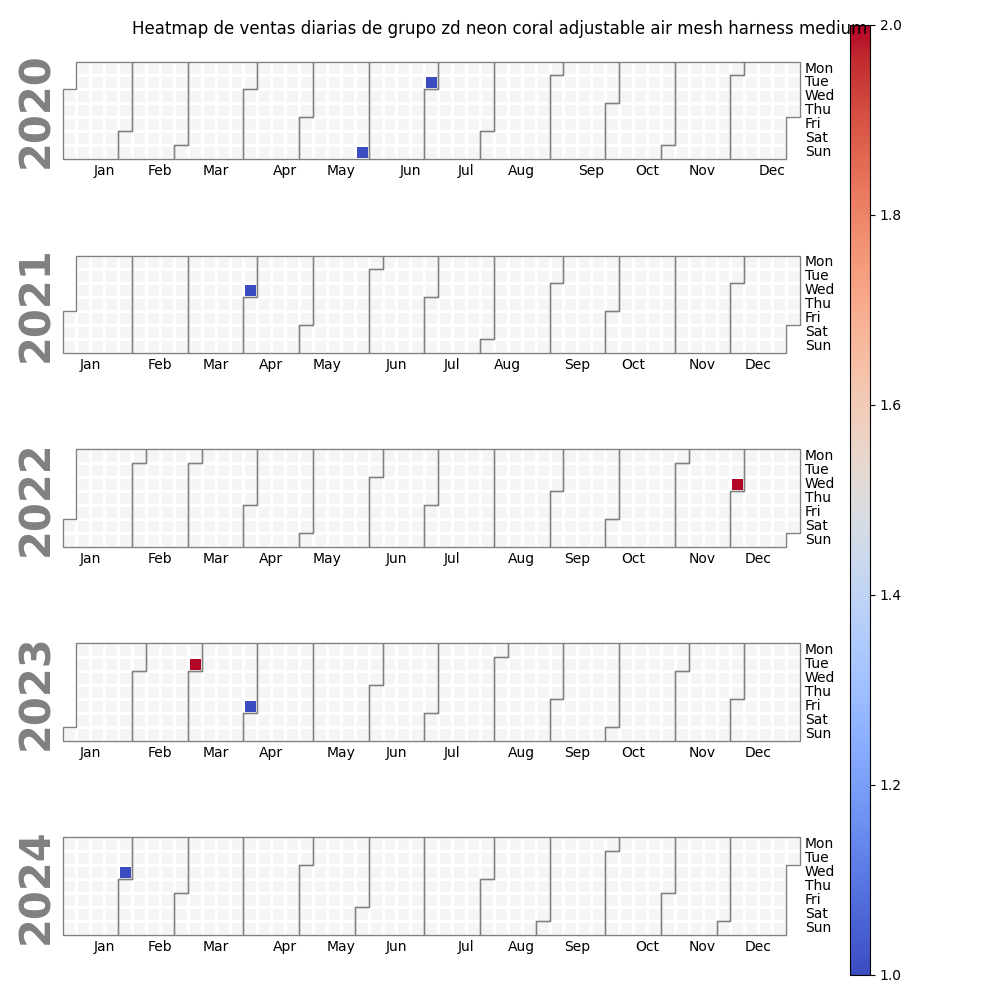 Heatmap de ventas diarias de grupo zd neon coral adjustable air mesh harness medium
2.0
1.8
1.6
1.4
1.2
1.0
2020
Mon
Tue
Wed
Thu
Fri
Sat
Sun
Jan Feb Mar Apr May Jun Jul Aug Sep Oct Nov Dec
2021
Mon
Tue
Wed
Thu
Fri
Sat
Sun
Jan Feb Mar Apr May Jun Jul Aug Sep Oct Nov Dec
2022
Mon
Tue
Wed
Thu
Fri
Sat
Sun
Jan Feb Mar Apr May Jun Jul Aug Sep Oct Nov Dec
2023
Mon
Tue
Wed
Thu
Fri
Sat
Sun
Jan Feb Mar Apr May Jun Jul Aug Sep Oct Nov Dec
2024
Mon
Tue
Wed
Thu
Fri
Sat
Sun
Jan Feb Mar Apr May Jun Jul Aug Sep Oct Nov Dec